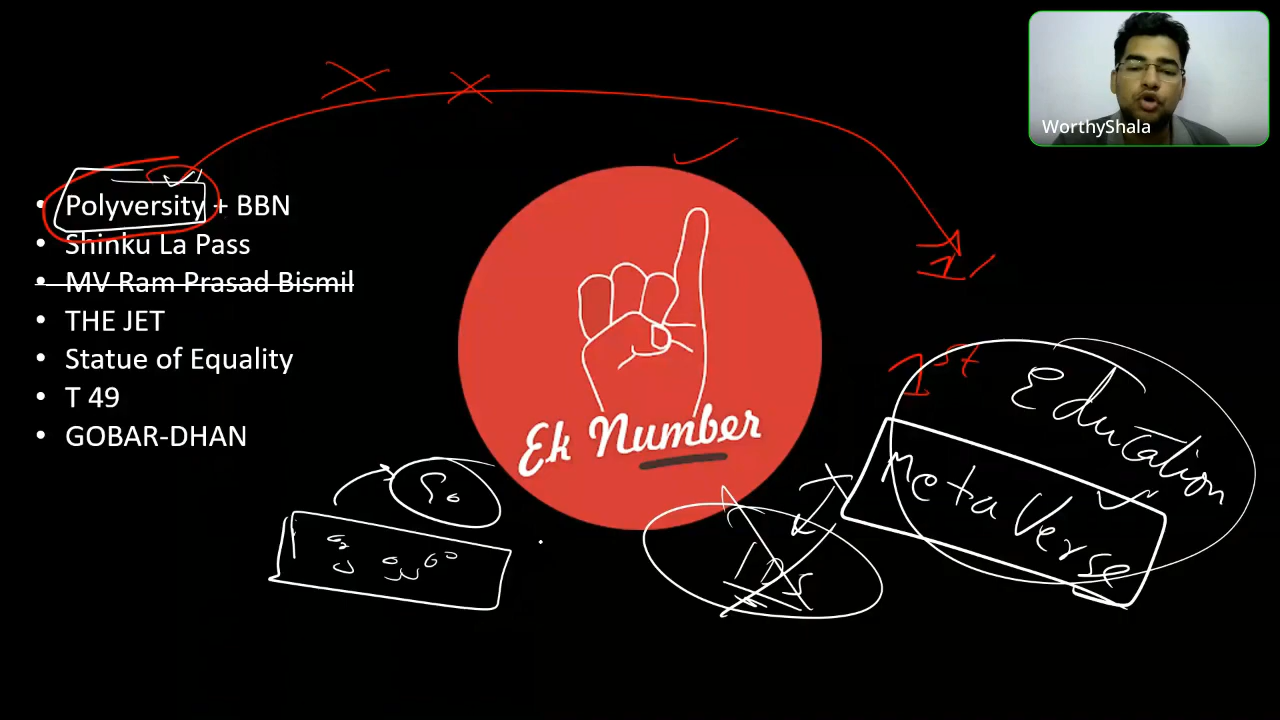 WorthyShala
• Polyversity + BBN
• Shinku La Pass
• MV Ram Prasad Bismil
• THE JET
• Statue of Equality
• T 49
• GOBAR-DHAN
Ek Number
1st
Education
Meta Verse